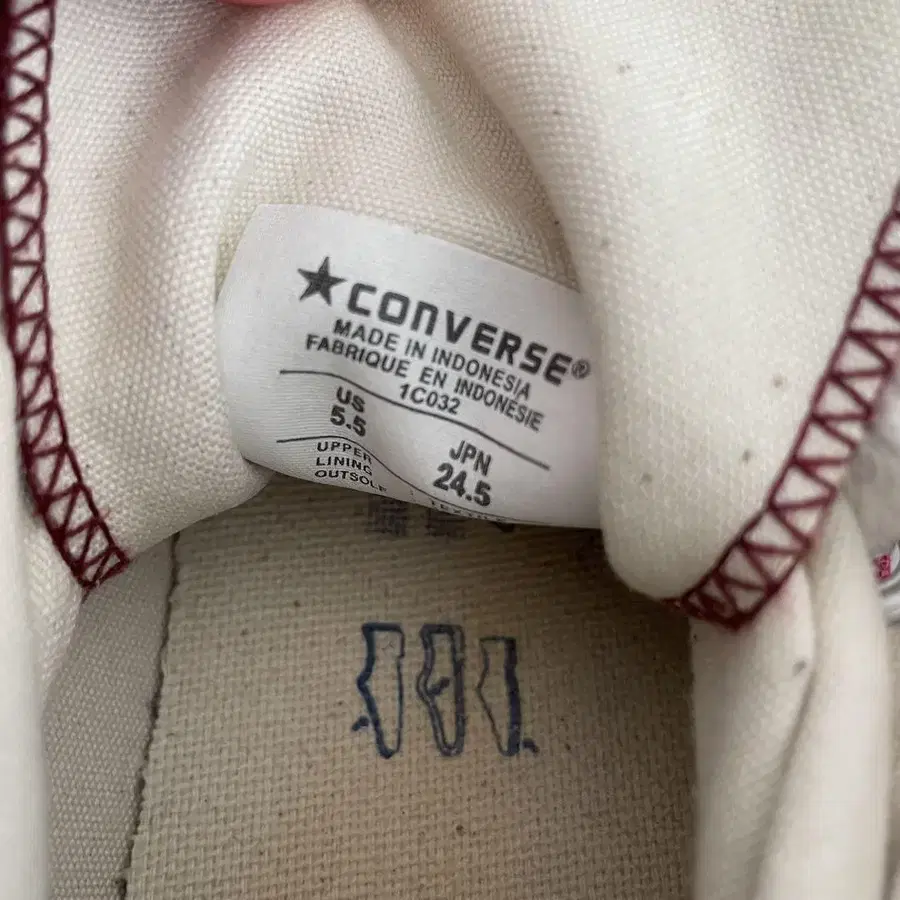 ★CONVERSE®
MADE IN INDONESIA
FABRIQUE EN INDONESIE
1C032
US JPN
5.5 24.5
UPPER :
LINING
OUTSOLE